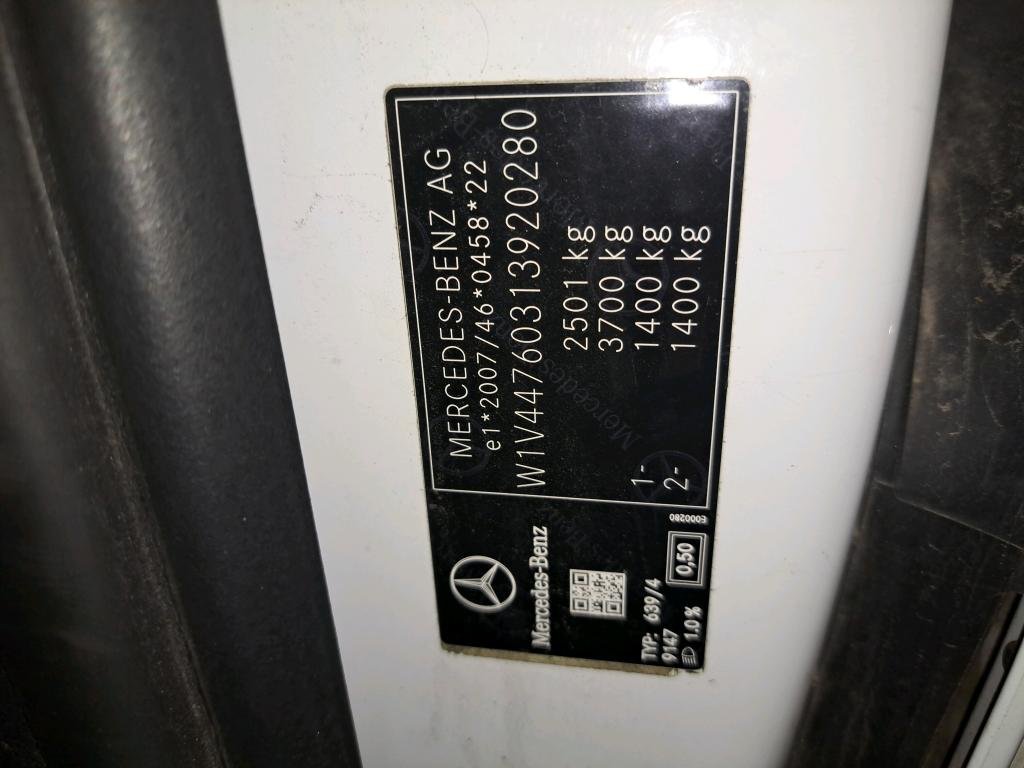 MERCEDES-BENZ AG
e1*2007/46*0458*22
W1V44760313920280
2501 kg
3700 kg
1- 1400 kg
2- 1400 kg
Mercedes-Benz
TYP: 639/4
9147
1.0% 0,50
E000280